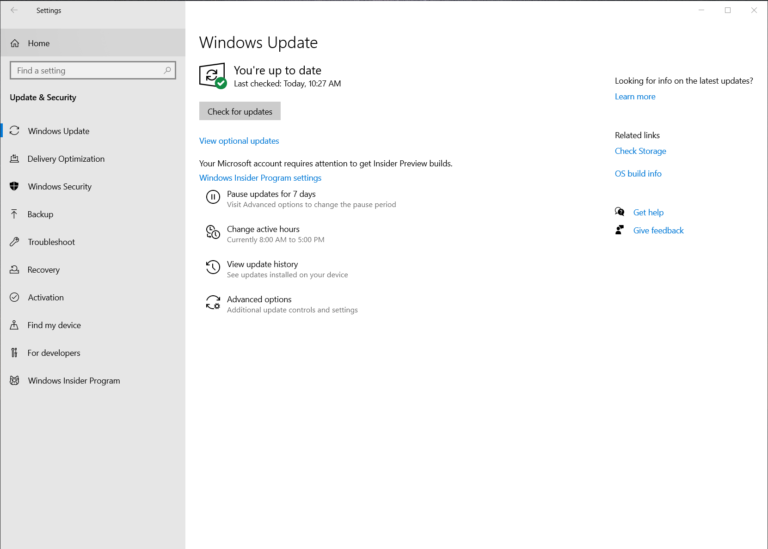 Settings
Home
Find a setting
Update & Security
Windows Update
Delivery Optimization
Windows Security
Backup
Troubleshoot
Recovery
Activation
Find my device
For developers
Windows Insider Program
Windows Update
You're up to date
Last checked: Today, 10:27 AM
Check for updates
View optional updates
Your Microsoft account requires attention to get Insider Preview builds.
Windows Insider Program settings
Pause updates for 7 days
Visit Advanced options to change the pause period
Change active hours
Currently 8:00 AM to 5:00 PM
View update history
See updates installed on your device
Advanced options
Additional update controls and settings
Looking for info on the latest updates?
Learn more
Related links
Check Storage
OS build info
Get help
Give feedback